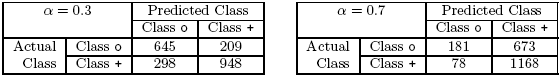 α = 0.3 Predicted Class
Class o Class +
Actual Class o 645 209
Class Class + 298 948
α = 0.7 Predicted Class
Class o Class +
Actual Class o 181 673
Class Class + 78 1168